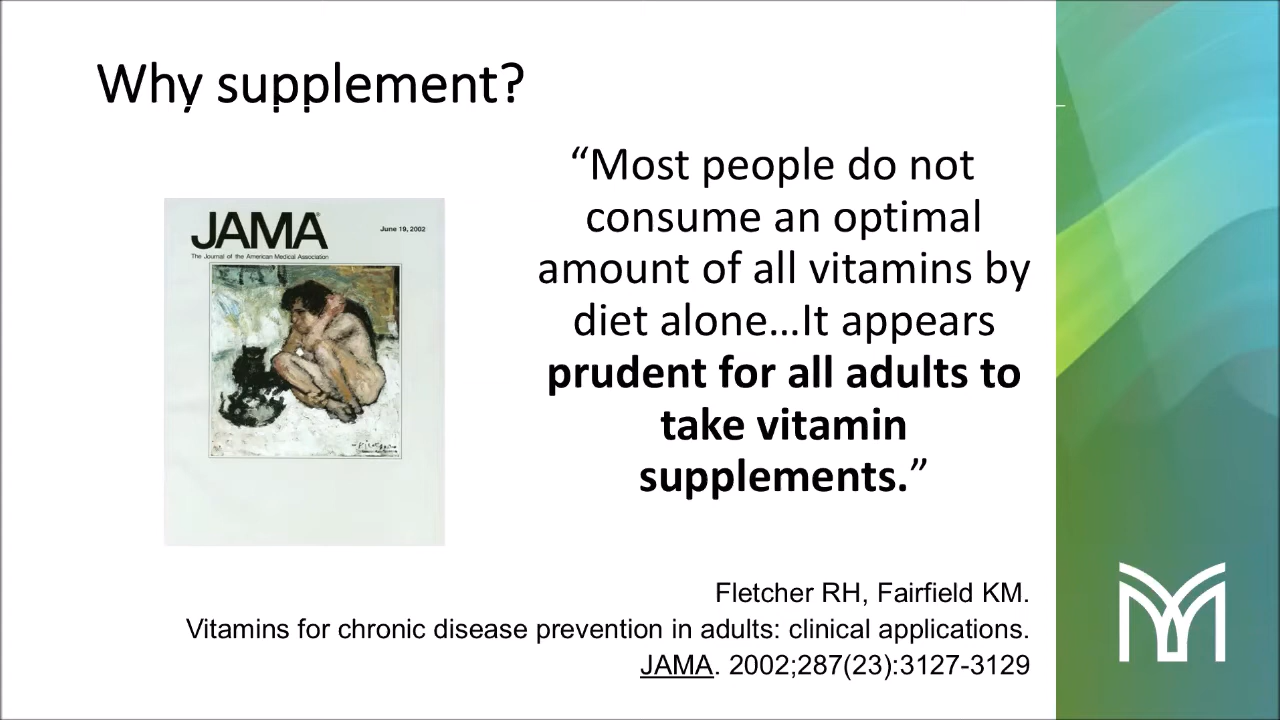 Why supplement?
JAMA
June 19, 2002
The Journal of the American Medical Association
“Most people do not
consume an optimal
amount of all vitamins by
diet alone…It appears
prudent for all adults to
take vitamin
supplements.”
Fletcher RH, Fairfield KM.
Vitamins for chronic disease prevention in adults: clinical applications.
JAMA. 2002;287(23):3127-3129